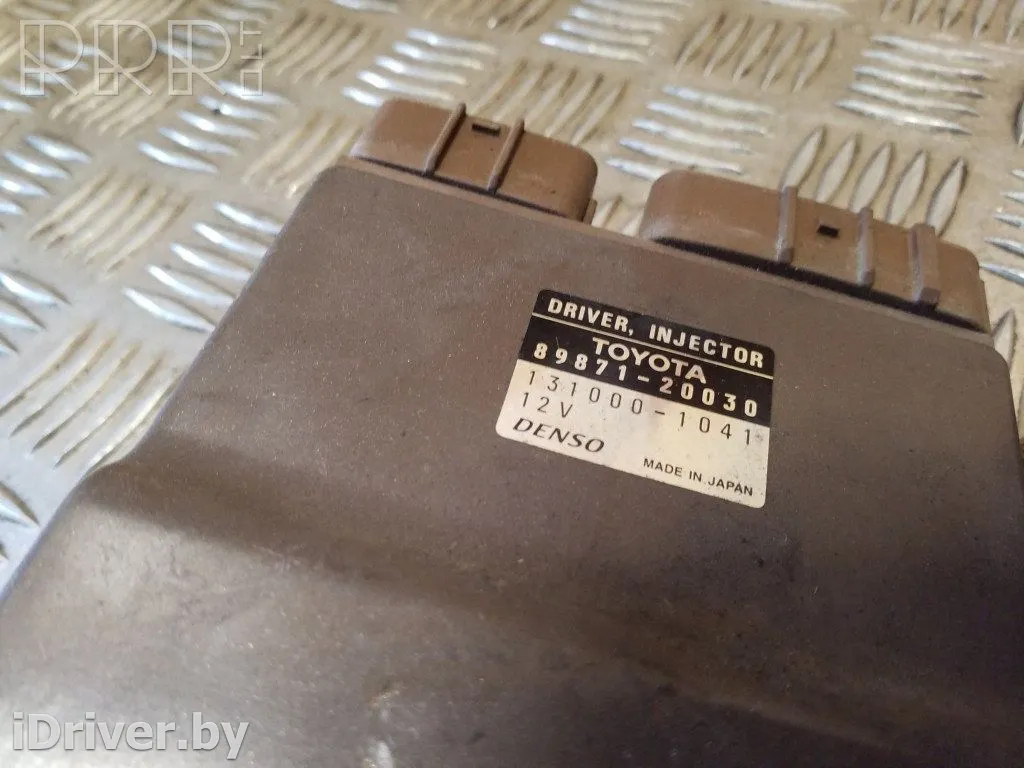 RRR.LT
DRIVER, INJECTOR
TOYOTA
89871-20030
131000-1041
12V
DENSO
MADE IN JAPAN
iDriver.by